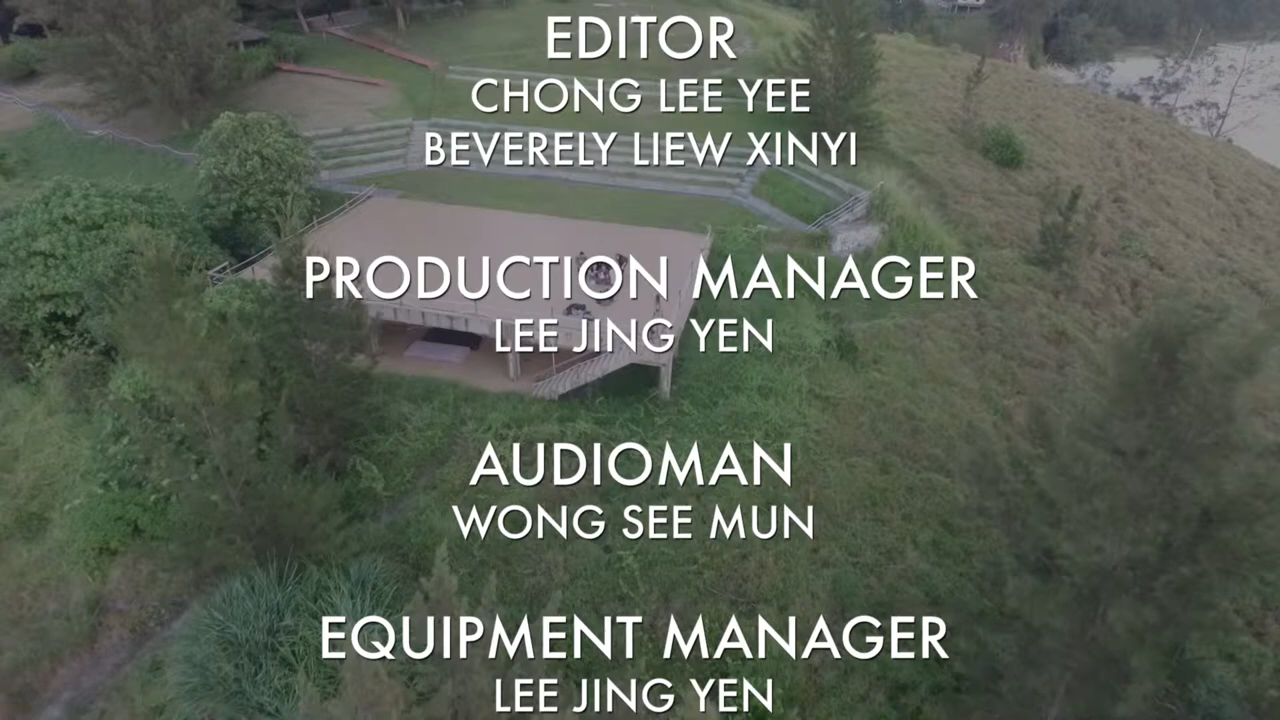 EDITOR
CHONG LEE YEE
BEVERELY LIEW XINYI
PRODUCTION MANAGER
LEE JING YEN
AUDIOMAN
WONG SEE MUN
EQUIPMENT MANAGER
LEE JING YEN